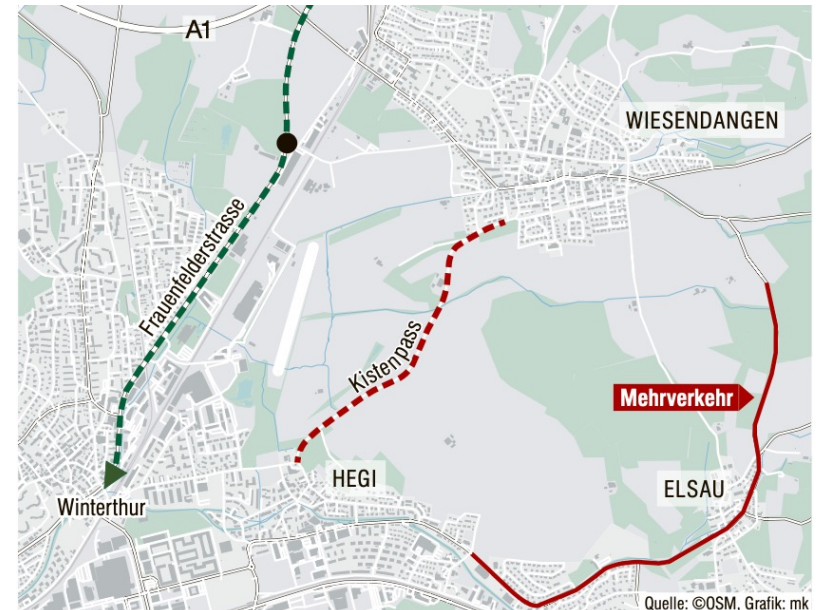 A1
WIESENDANGEN
Frauenfelderstrasse
Kistenpass
Mehrverkehr
HEGI
ELSAU
Winterthur
Quelle: ©OSM, Grafik: mk